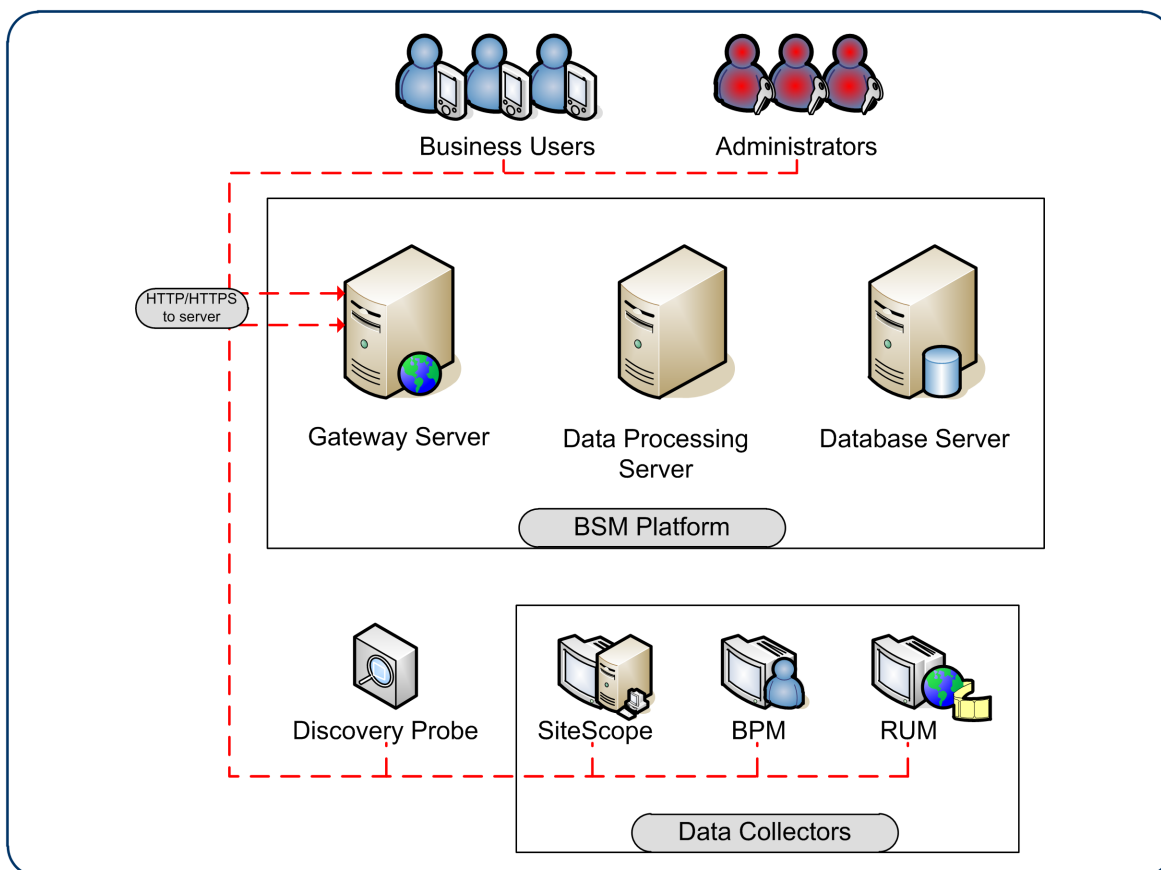 Business Users
Administrators
HTTP/HTTPS
to server
Gateway Server
Data Processing
Server
Database Server
BSM Platform
Discovery Probe
SiteScope
BPM
RUM
Data Collectors